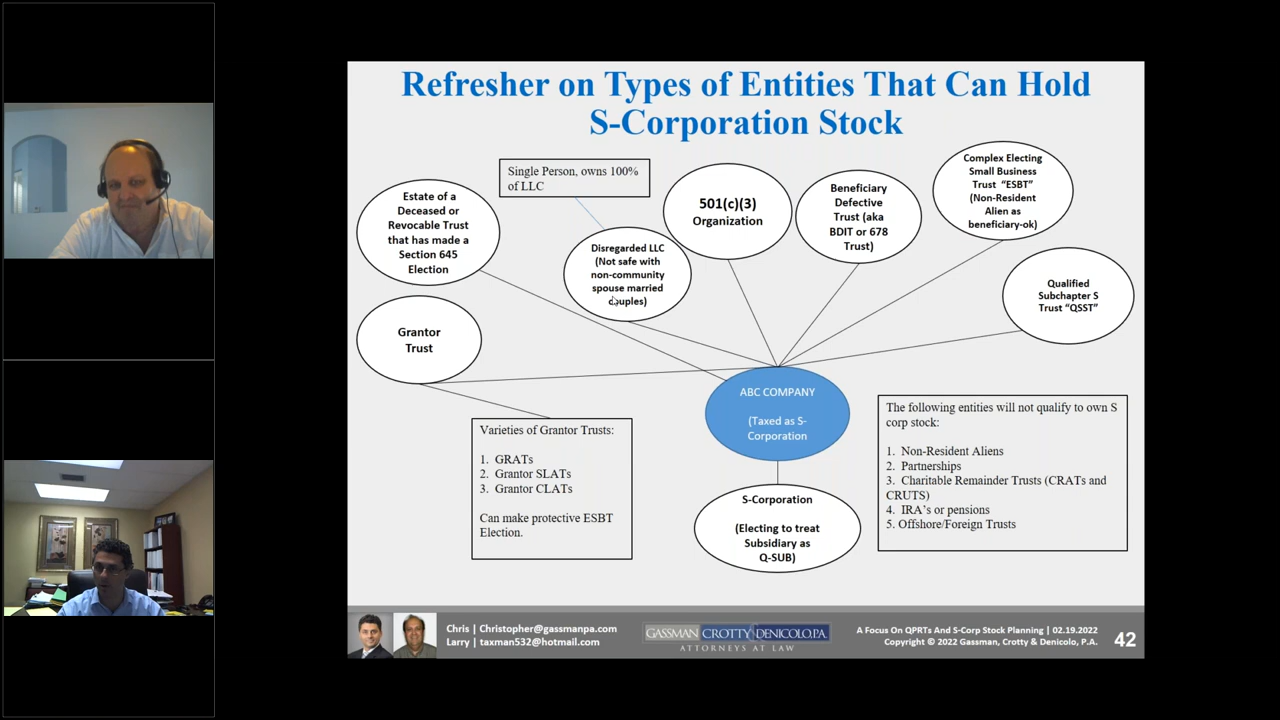 Refresher on Types of Entities That Can Hold
S-Corporation Stock
Estate of a
Deceased or
Revocable Trust
that has made a
Section 645
Election
Single Person, owns 100%
of LLC
Disregarded LLC
(Not safe with
non-community
spouse married
couples)
501(c)(3)
Organization
Beneficiary
Defective
Trust (aka
BDIT or 678
Trust)
Complex Electing
Small Business
Trust "ESBT"
(Non-Resident
Alien as
beneficiary-ok)
Qualified
Subchapter S
Trust "QSST"
Grantor
Trust
ABC COMPANY
(Taxed as S-
Corporation
Varieties of Grantor Trusts:
1. GRATs
2. Grantor SLATs
3. Grantor CLATs
Can make protective ESBT
Election.
S-Corporation
(Electing to treat
Subsidiary as
Q-SUB)
The following entities will not qualify to own S
corp stock:
1. Non-Resident Aliens
2. Partnerships
3. Charitable Remainder Trusts (CRATs and
CRUTS)
4. IRA's or pensions
5. Offshore/Foreign Trusts
Chris | Christopher@gassmanpa.com
Larry | taxman532@hotmail.com
GASSMAN CROTTY DENICOLO, P.A.
ATTORNEYS AT LAW
A Focus On QPRTs And S-Corp Stock Planning | 02.19.2022
Copyright © 2022 Gassman, Crotty & Denicolo, P.A.
42